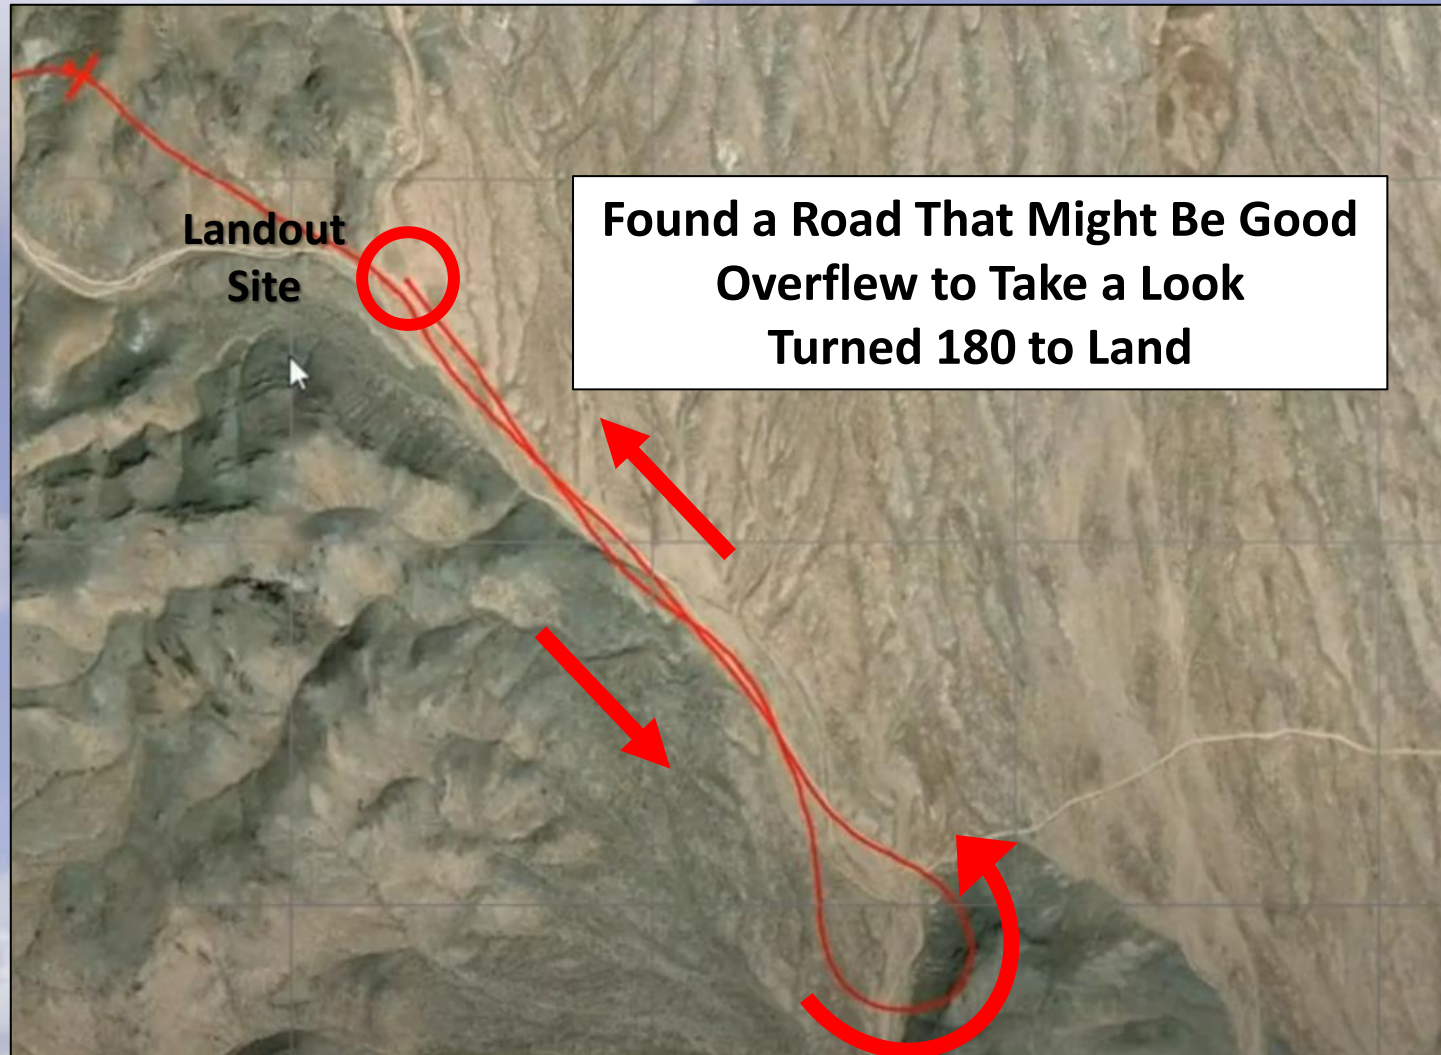 Landout
Site
Found a Road That Might Be Good
Overflew to Take a Look
Turned 180 to Land